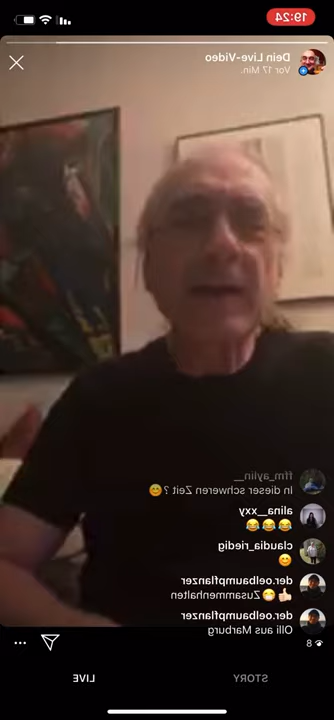 19:24
Dein Live-Video
Vor 17 Min.
ffm_aylin__
In dieser schweren Zeit ?😇
alina__xxy
😂😂😂
claudia_riedig
😊
der.oelbaumpflanzer
👍🏻😁Zusammenhalten
der.oelbaumpflanzer
Olli aus Marburg
8
STORY
LIVE